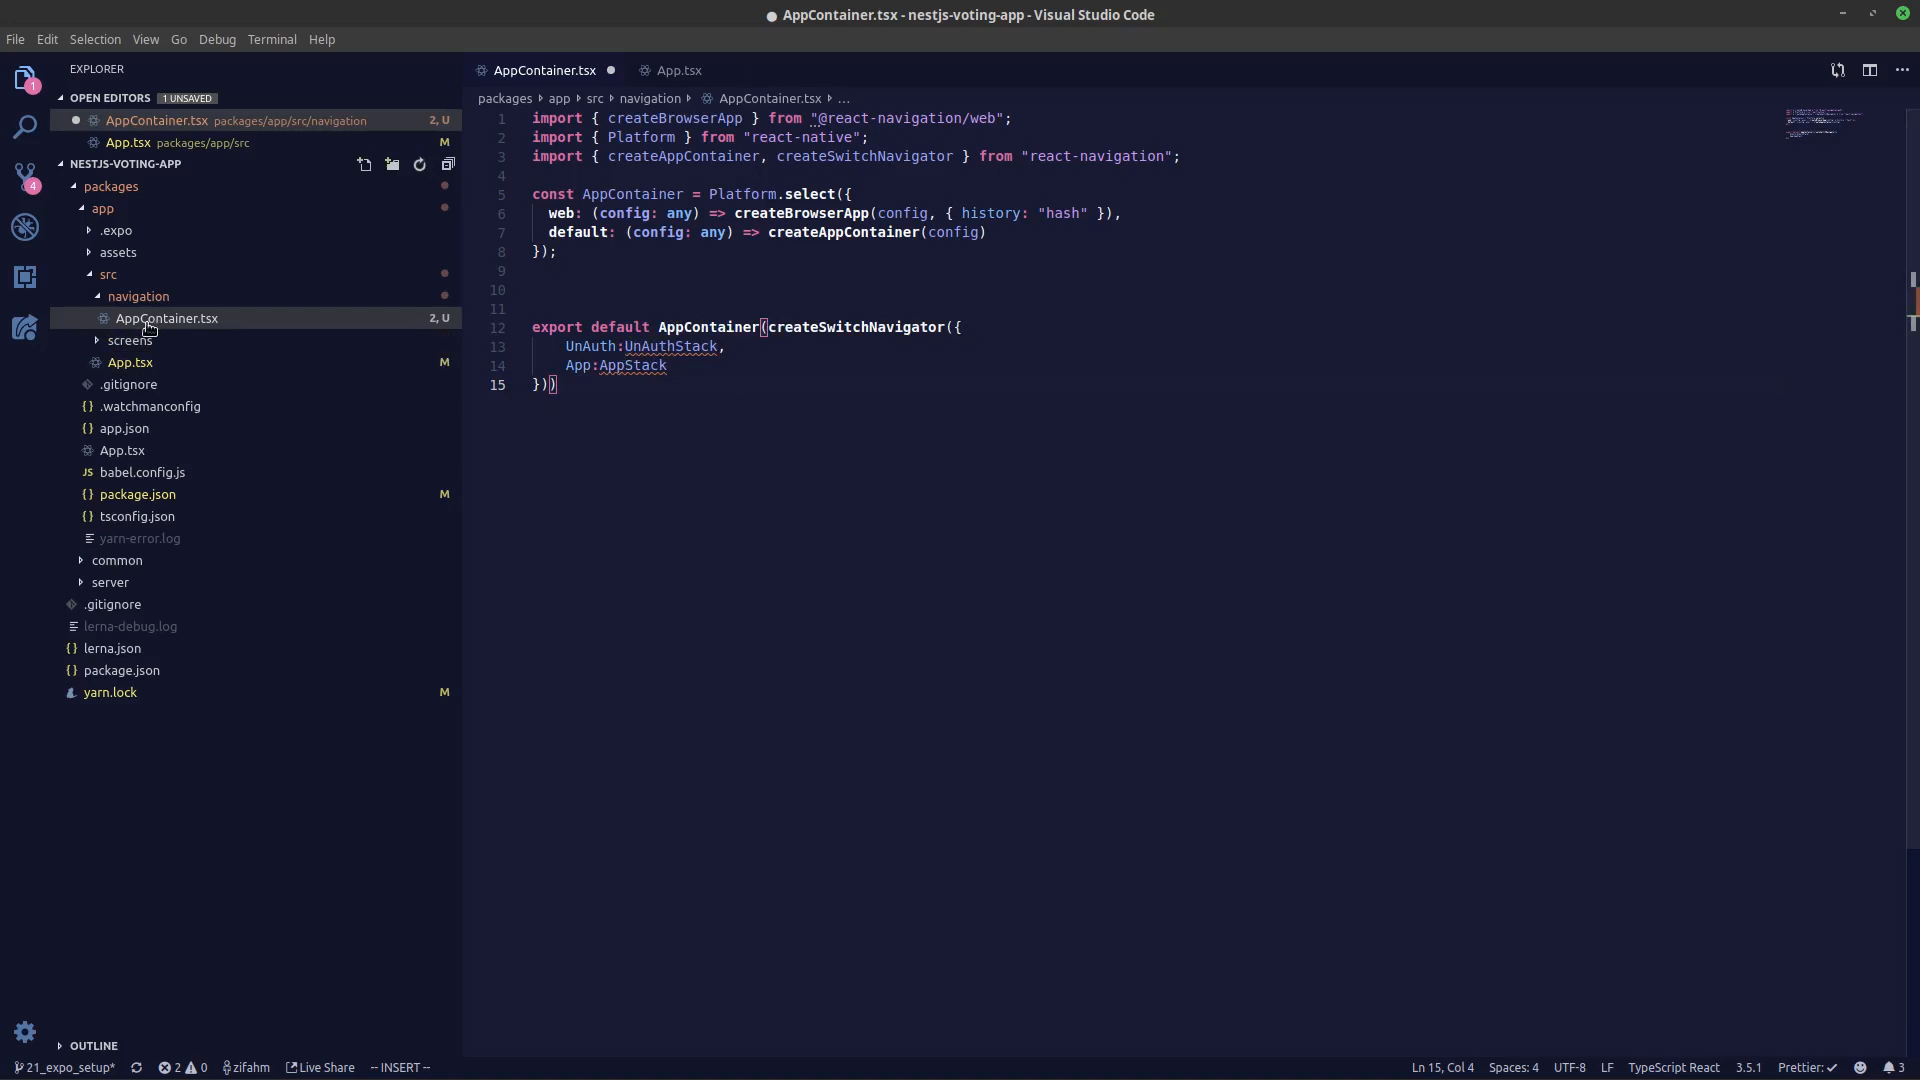 AppContainer.tsx - nestjs-voting-app - Visual Studio Code
File Edit Selection View Go Debug Terminal Help
EXPLORER
OPEN EDITORS 1 UNSAVED
AppContainer.tsx packages/app/src/navigation 2, U
App.tsx packages/app/src M
NESTJS-VOTING-APP
packages
app
.expo
assets
src
navigation
AppContainer.tsx 2, U
screens
App.tsx M
.gitignore
{} .watchmanconfig
{} app.json
App.tsx
JS babel.config.js
{} package.json M
{} tsconfig.json
yarn-error.log
common
server
.gitignore
lerna-debug.log
{} lerna.json
{} package.json
yarn.lock M
OUTLINE
1
4
AppContainer.tsx App.tsx
packages app src navigation AppContainer.tsx ...
1 import { createBrowserApp } from "@react-navigation/web";
2 import { Platform } from "react-native";
3 import { createAppContainer, createSwitchNavigator } from "react-navigation";
4
5 const AppContainer = Platform.select({
6 web: (config: any) => createBrowserApp(config, { history: "hash" }),
7 default: (config: any) => createAppContainer(config)
8 });
9
10
11
12 export default AppContainer(createSwitchNavigator({
13 UnAuth:UnAuthStack,
14 App:AppStack
15 }))
21_expo_setup* 2 0 zifahm Live Share -- INSERT -- Ln 15, Col 4 Spaces: 4 UTF-8 LF TypeScript React 3.5.1 Prettier: ✓ 3